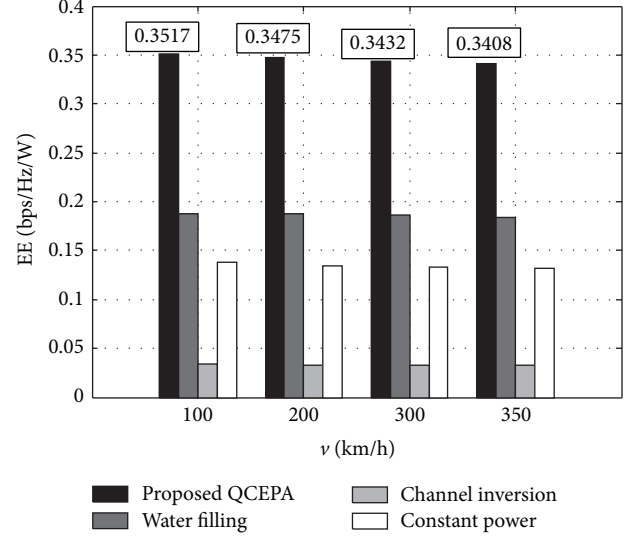 0.4
0.35
0.3
0.25
0.2
0.15
0.1
0.05
0
EE (bps/Hz/W)
0.3517
0.3475
0.3432
0.3408
100
200
300
350
ν (km/h)
Proposed QCEPA
Water filling
Channel inversion
Constant power